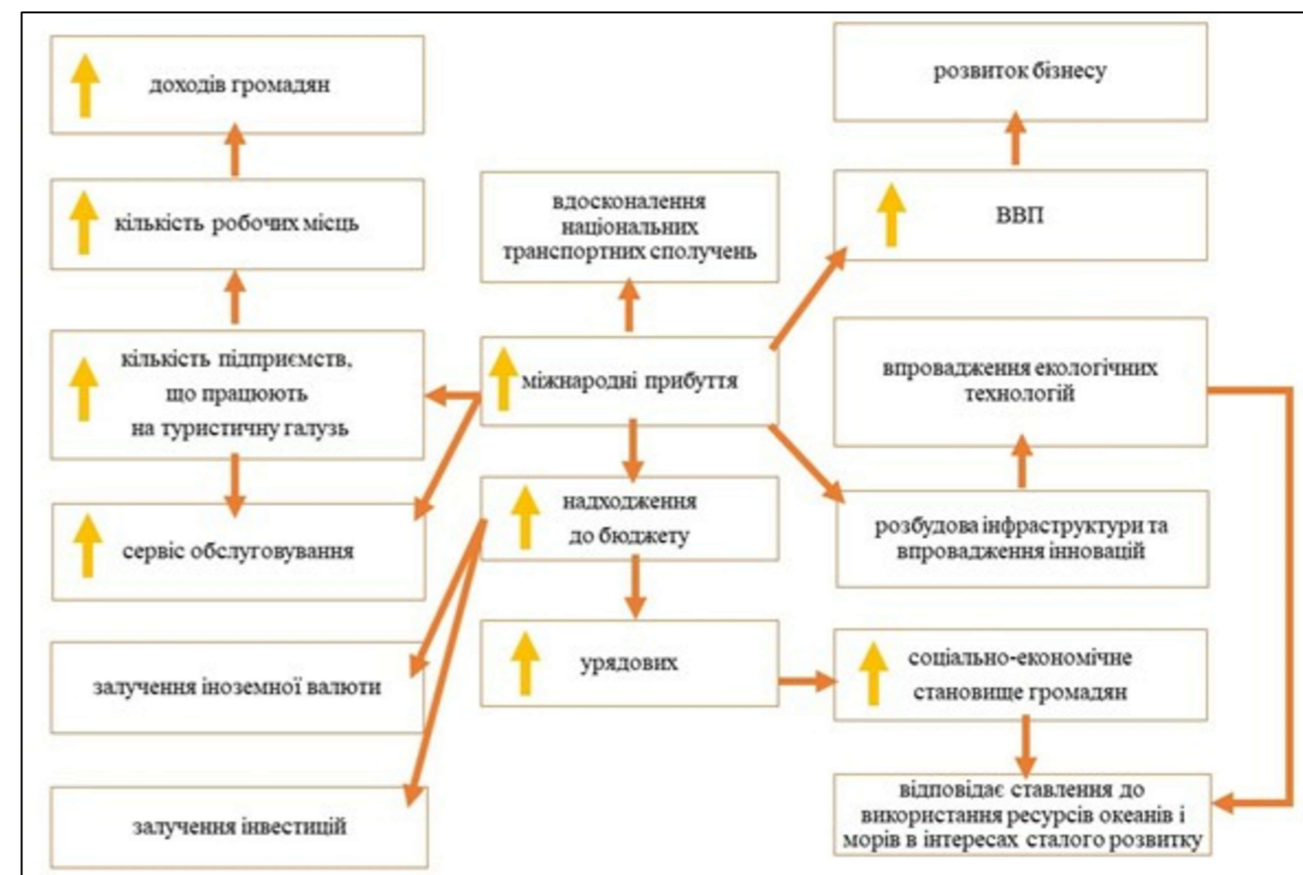 доходів громадян
розвиток бізнесу
кількість робочих місць
вдосконалення
національних
транспортних сполучень
ВВП
кількість підприємств,
що працюють
на туристичну галузь
міжнародні прибуття
впровадження екологічних
технологій
сервіс обслуговування
надходження
до бюджету
розбудова інфраструктури та
впровадження інновацій
залучення іноземної валюти
урядових
соціально-економічне
становище громадян
залучення інвестицій
відповідає ставлення до
використання ресурсів океанів і
морів в інтересах сталого розвитку